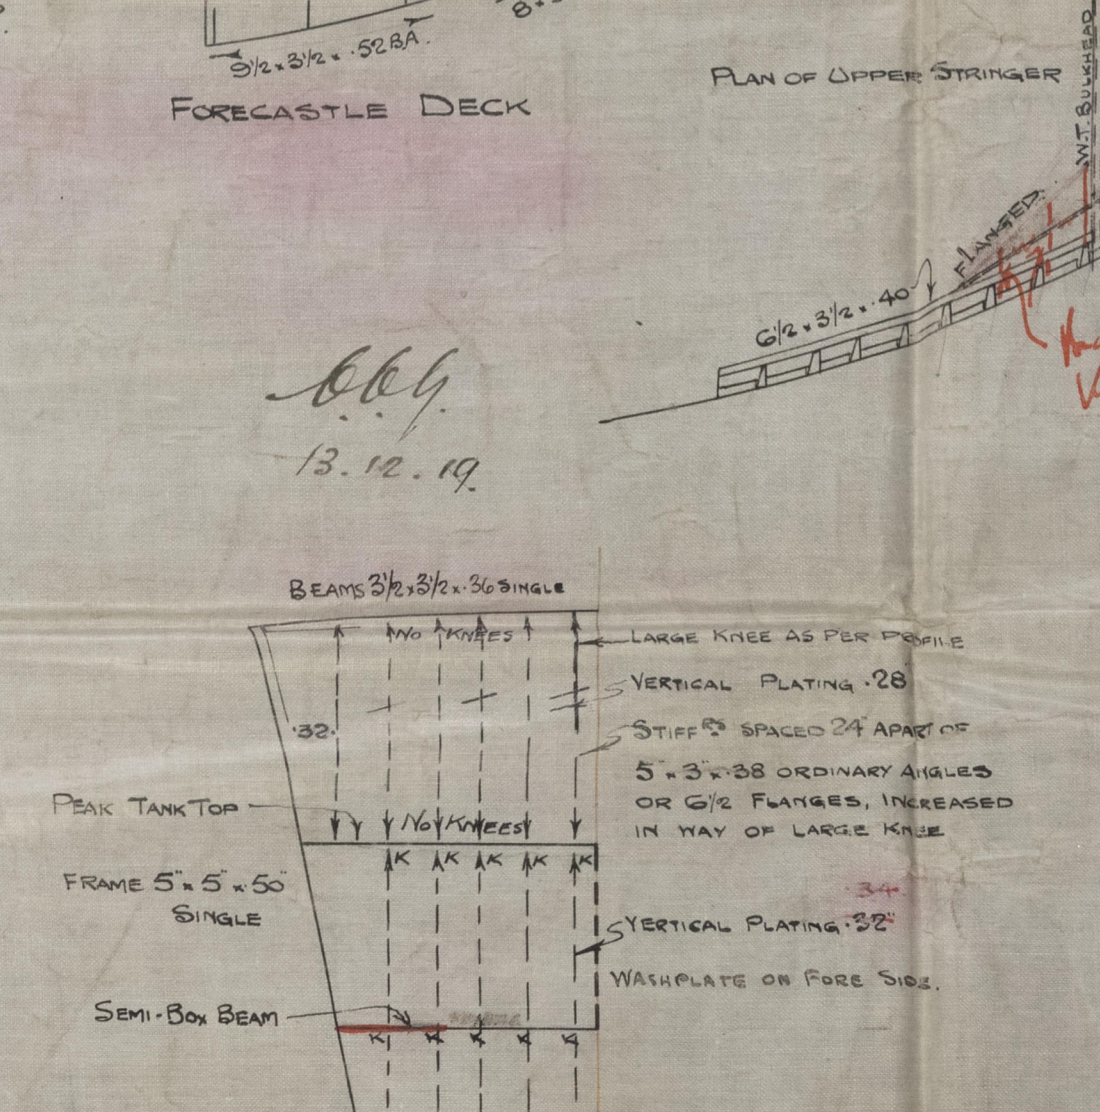 9½ x 3½ x .52 BA.
8
FORECASTLE DECK
PLAN OF UPPER STRINGER
W.T. BULKHEAD
FLANGED.
6½ x 3½ x .40
13.12.19.
BEAMS 3½ x 3½ x .36 SINGLE
NO KNEES
LARGE KNEE AS PER PROFILE
VERTICAL PLATING .28
.32.
STIFFRS SPACED 24" APART OF
5" x 3" x .38 ORDINARY ANGLES
OR 6½ FLANGES, INCREASED
IN WAY OF LARGE KNEE
PEAK TANK TOP
NO KNEES
K K K K K
FRAME 5" x 5" x .50"
SINGLE
.34
VERTICAL PLATING .32"
WASHPLATE ON FORE SIDE.
SEMI-BOX BEAM
K K K K K